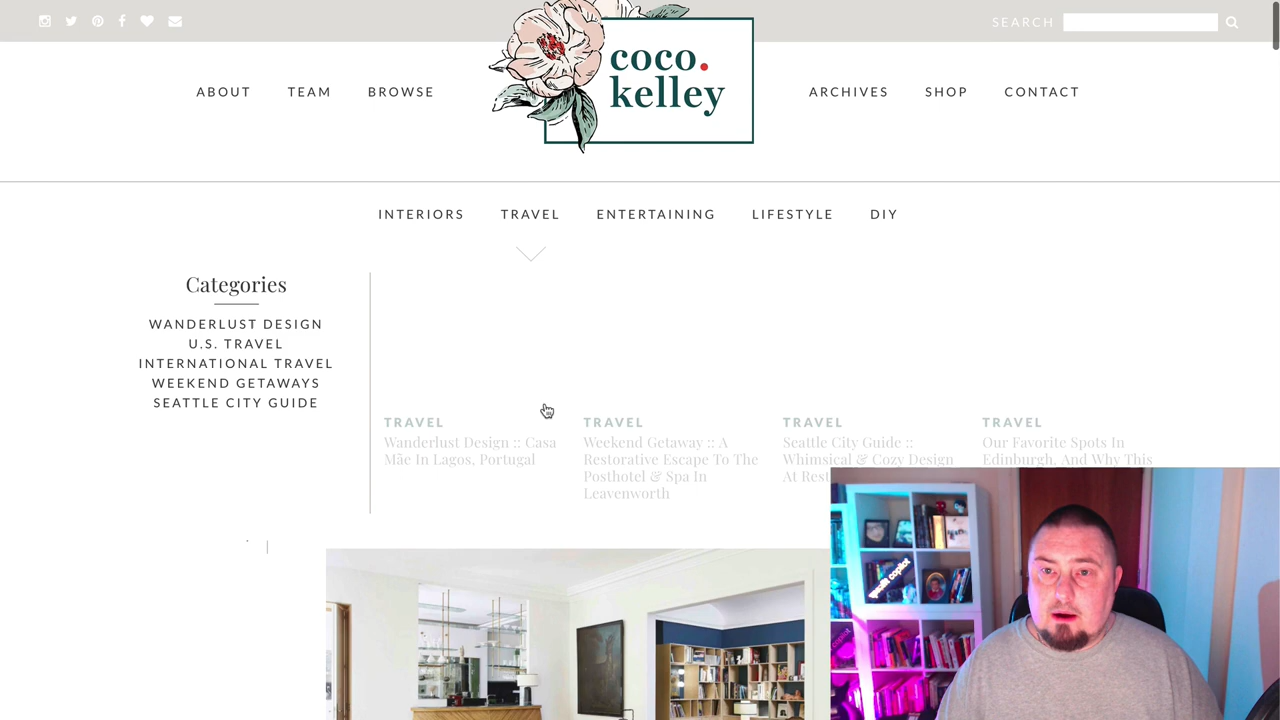 SEARCH
coco.
kelley
ABOUT
TEAM
BROWSE
ARCHIVES
SHOP
CONTACT
INTERIORS
TRAVEL
ENTERTAINING
LIFESTYLE
DIY
Categories
WANDERLUST DESIGN
U.S. TRAVEL
INTERNATIONAL TRAVEL
WEEKEND GETAWAYS
SEATTLE CITY GUIDE
TRAVEL
Wanderlust Design :: Casa
Mãe In Lagos, Portugal
TRAVEL
Weekend Getaway :: A
Restorative Escape To The
Posthotel & Spa In
Leavenworth
TRAVEL
Seattle City Guide ::
Whimsical & Cozy Design
At Rest
TRAVEL
Our Favorite Spots In
Edinburgh, And Why This